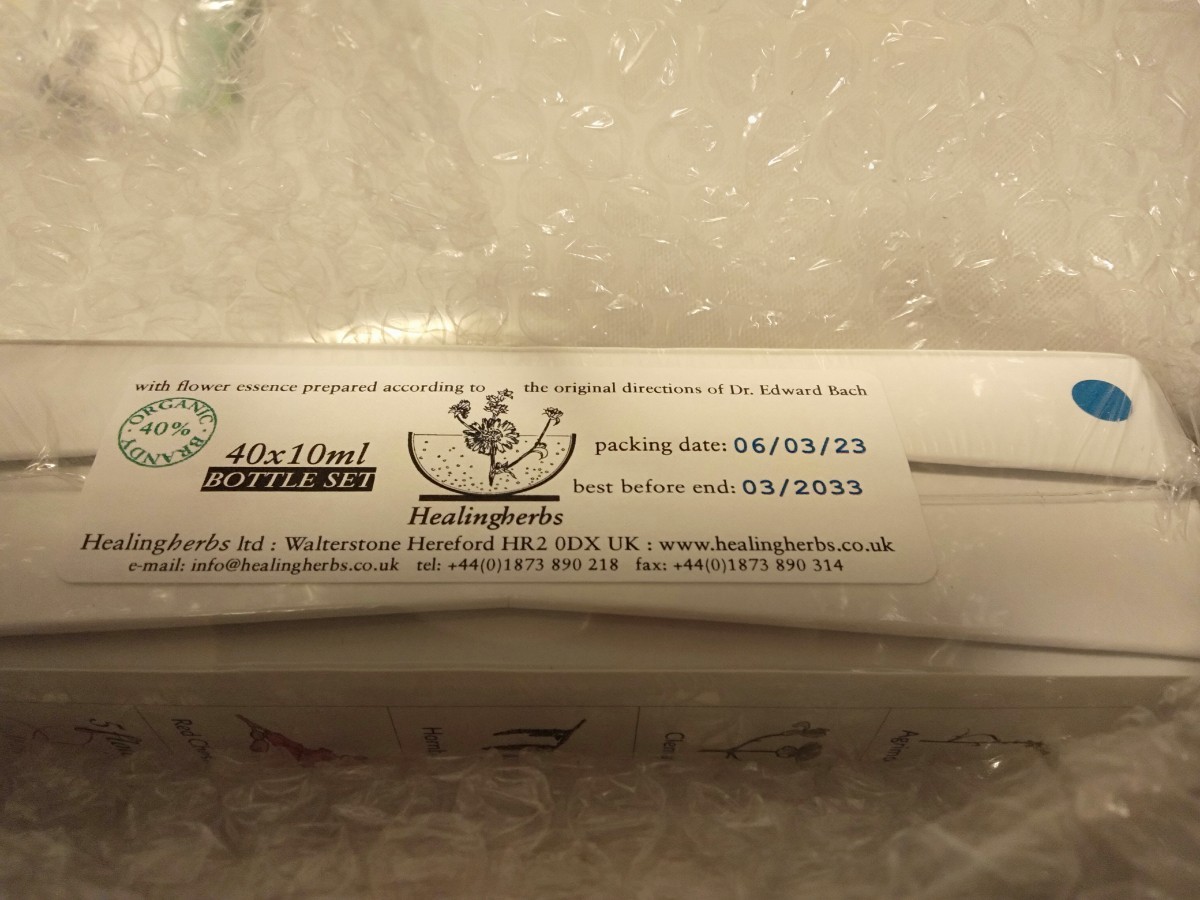 with flower essence prepared according to the original directions of Dr. Edward Bach
ORGANIC
40%
BRANDY
40x10ml
BOTTLE SET
packing date: 06/03/23
best before end: 03/2033
Healingherbs
Healingherbs ltd : Walterstone Hereford HR2 0DX UK : www.healingherbs.co.uk
e-mail: info@healingherbs.co.uk tel: +44(0)1873 890 218 fax: +44(0)1873 890 314
Red